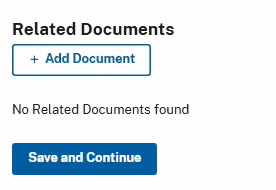 Related Documents
+ Add Document
No Related Documents found
Save and Continue